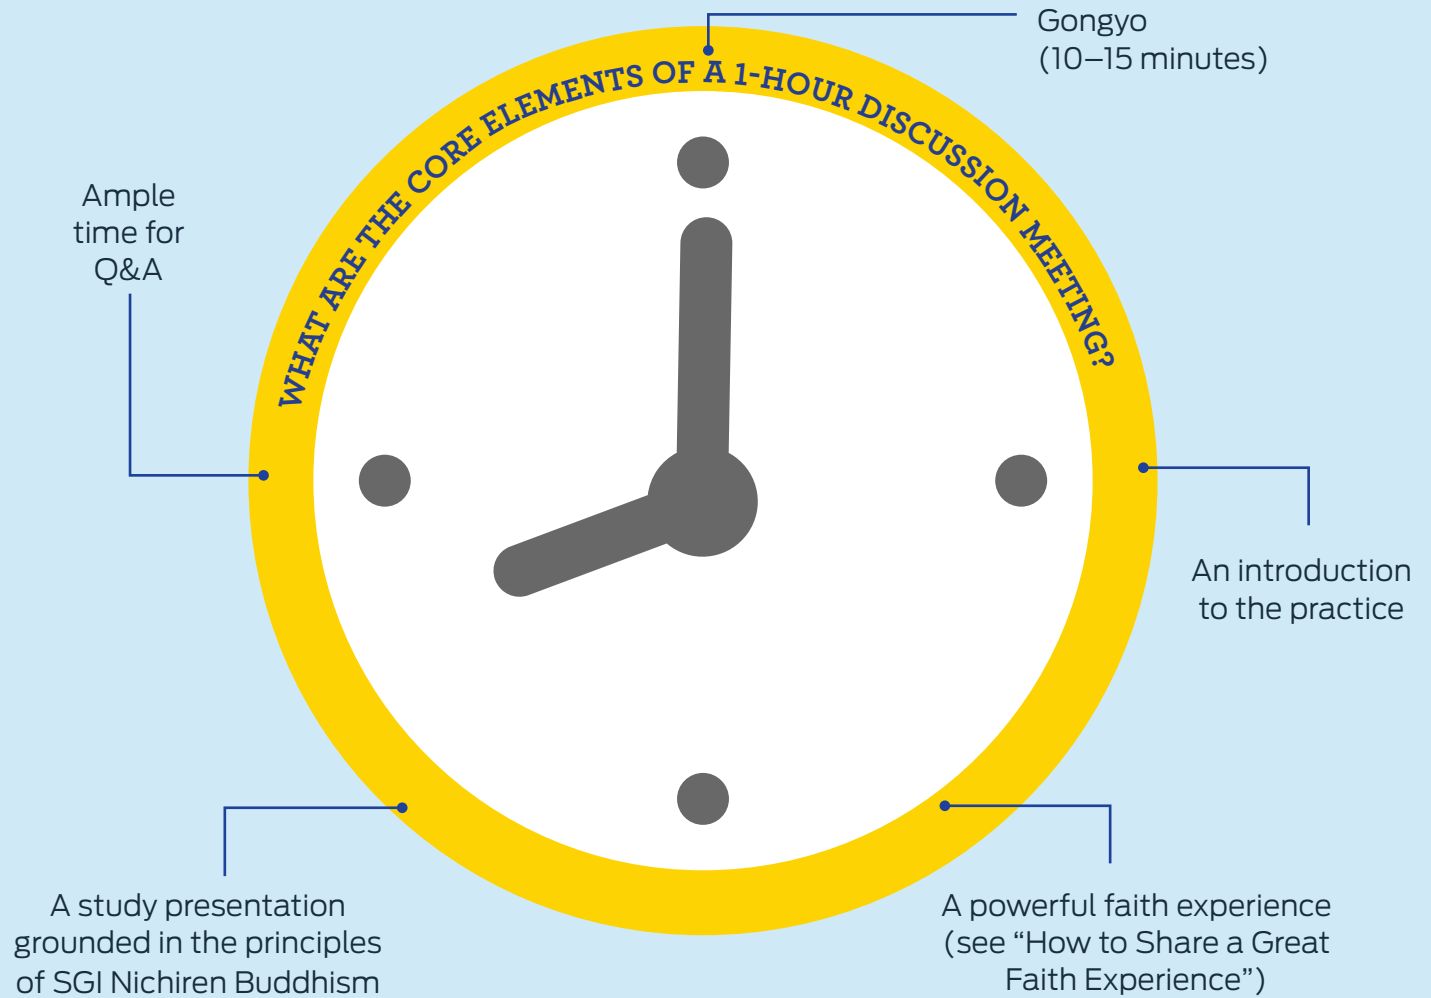 WHAT ARE THE CORE ELEMENTS OF A 1-HOUR DISCUSSION MEETING?
Gongyo
(10–15 minutes)
An introduction
to the practice
A powerful faith experience
(see “How to Share a Great
Faith Experience”)
A study presentation
grounded in the principles
of SGI Nichiren Buddhism
Ample
time for
Q&A